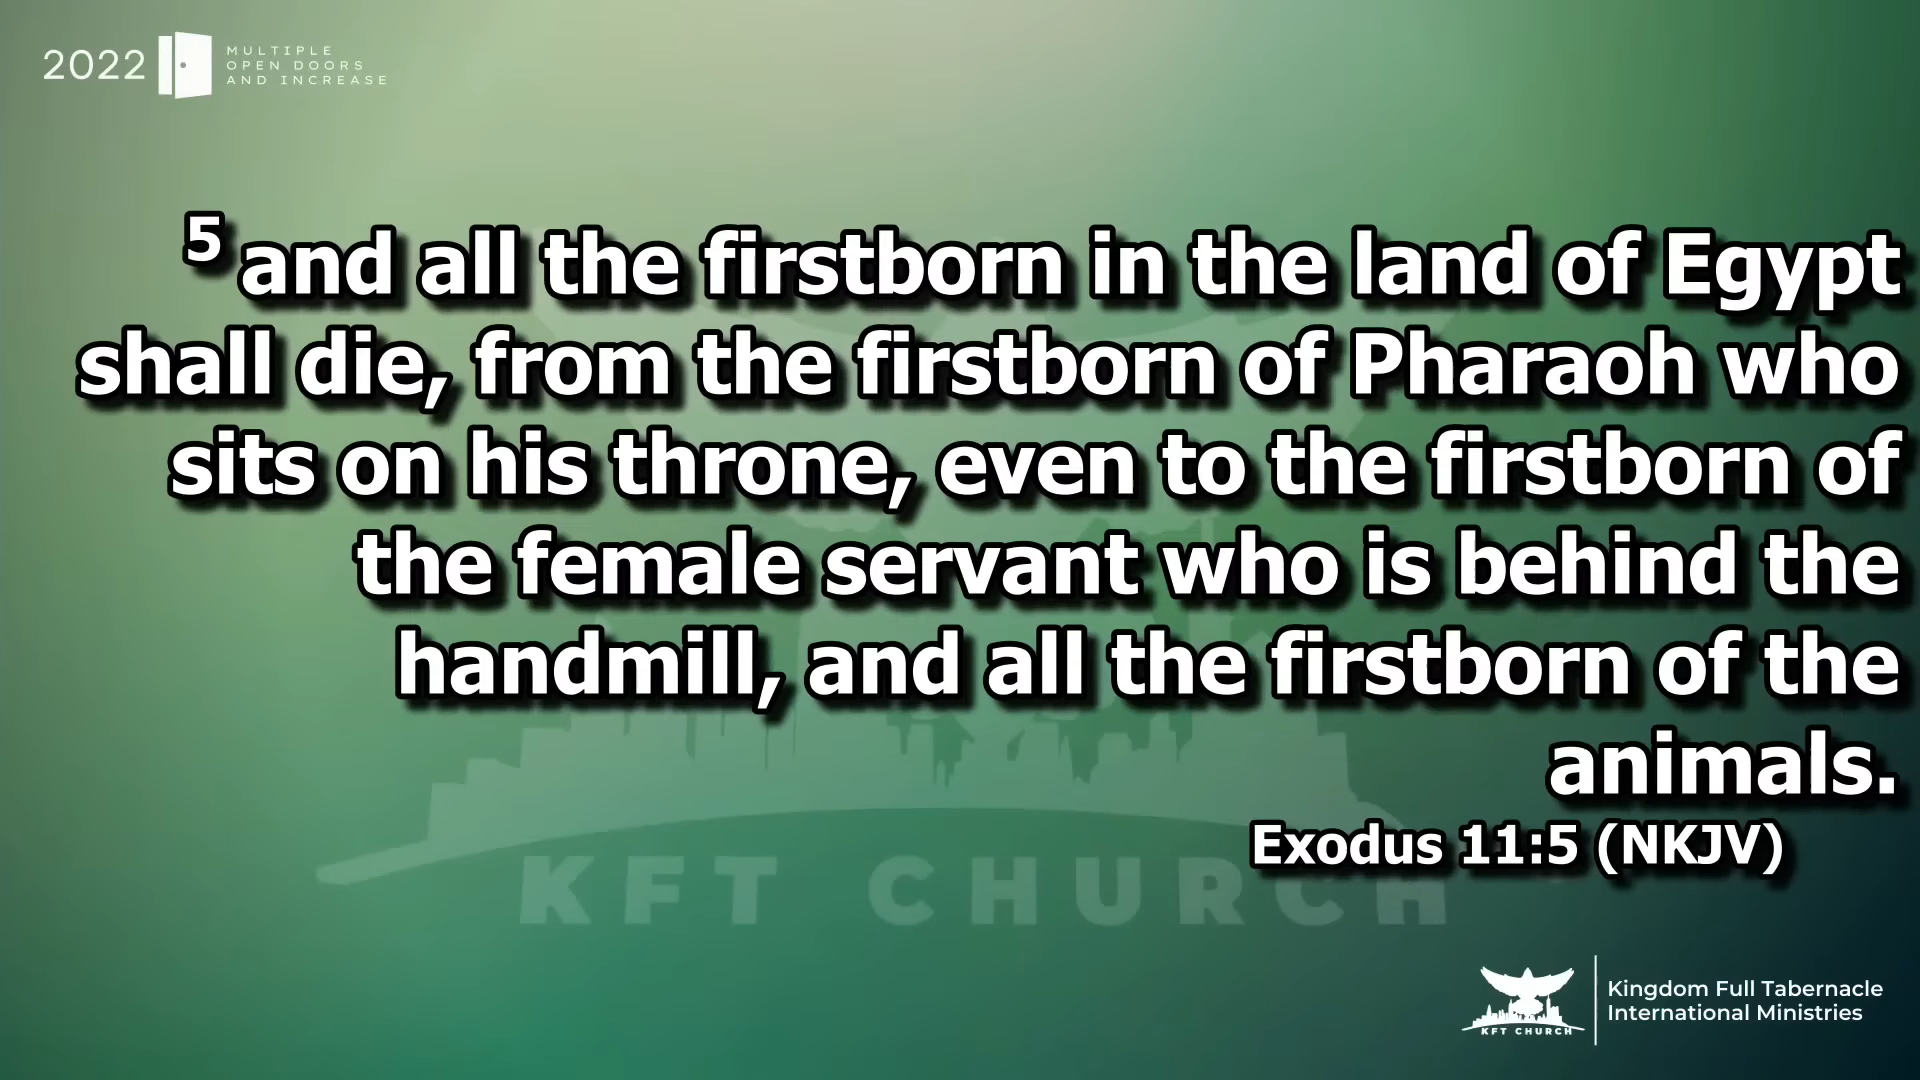 2022
MULTIPLE
OPEN DOORS
AND INCREASE
5 and all the firstborn in the land of Egypt
shall die, from the firstborn of Pharaoh who
sits on his throne, even to the firstborn of
the female servant who is behind the
handmill, and all the firstborn of the
animals.
Exodus 11:5 (NKJV)
KFT CHURCH
KFT CHURCH
Kingdom Full Tabernacle
International Ministries